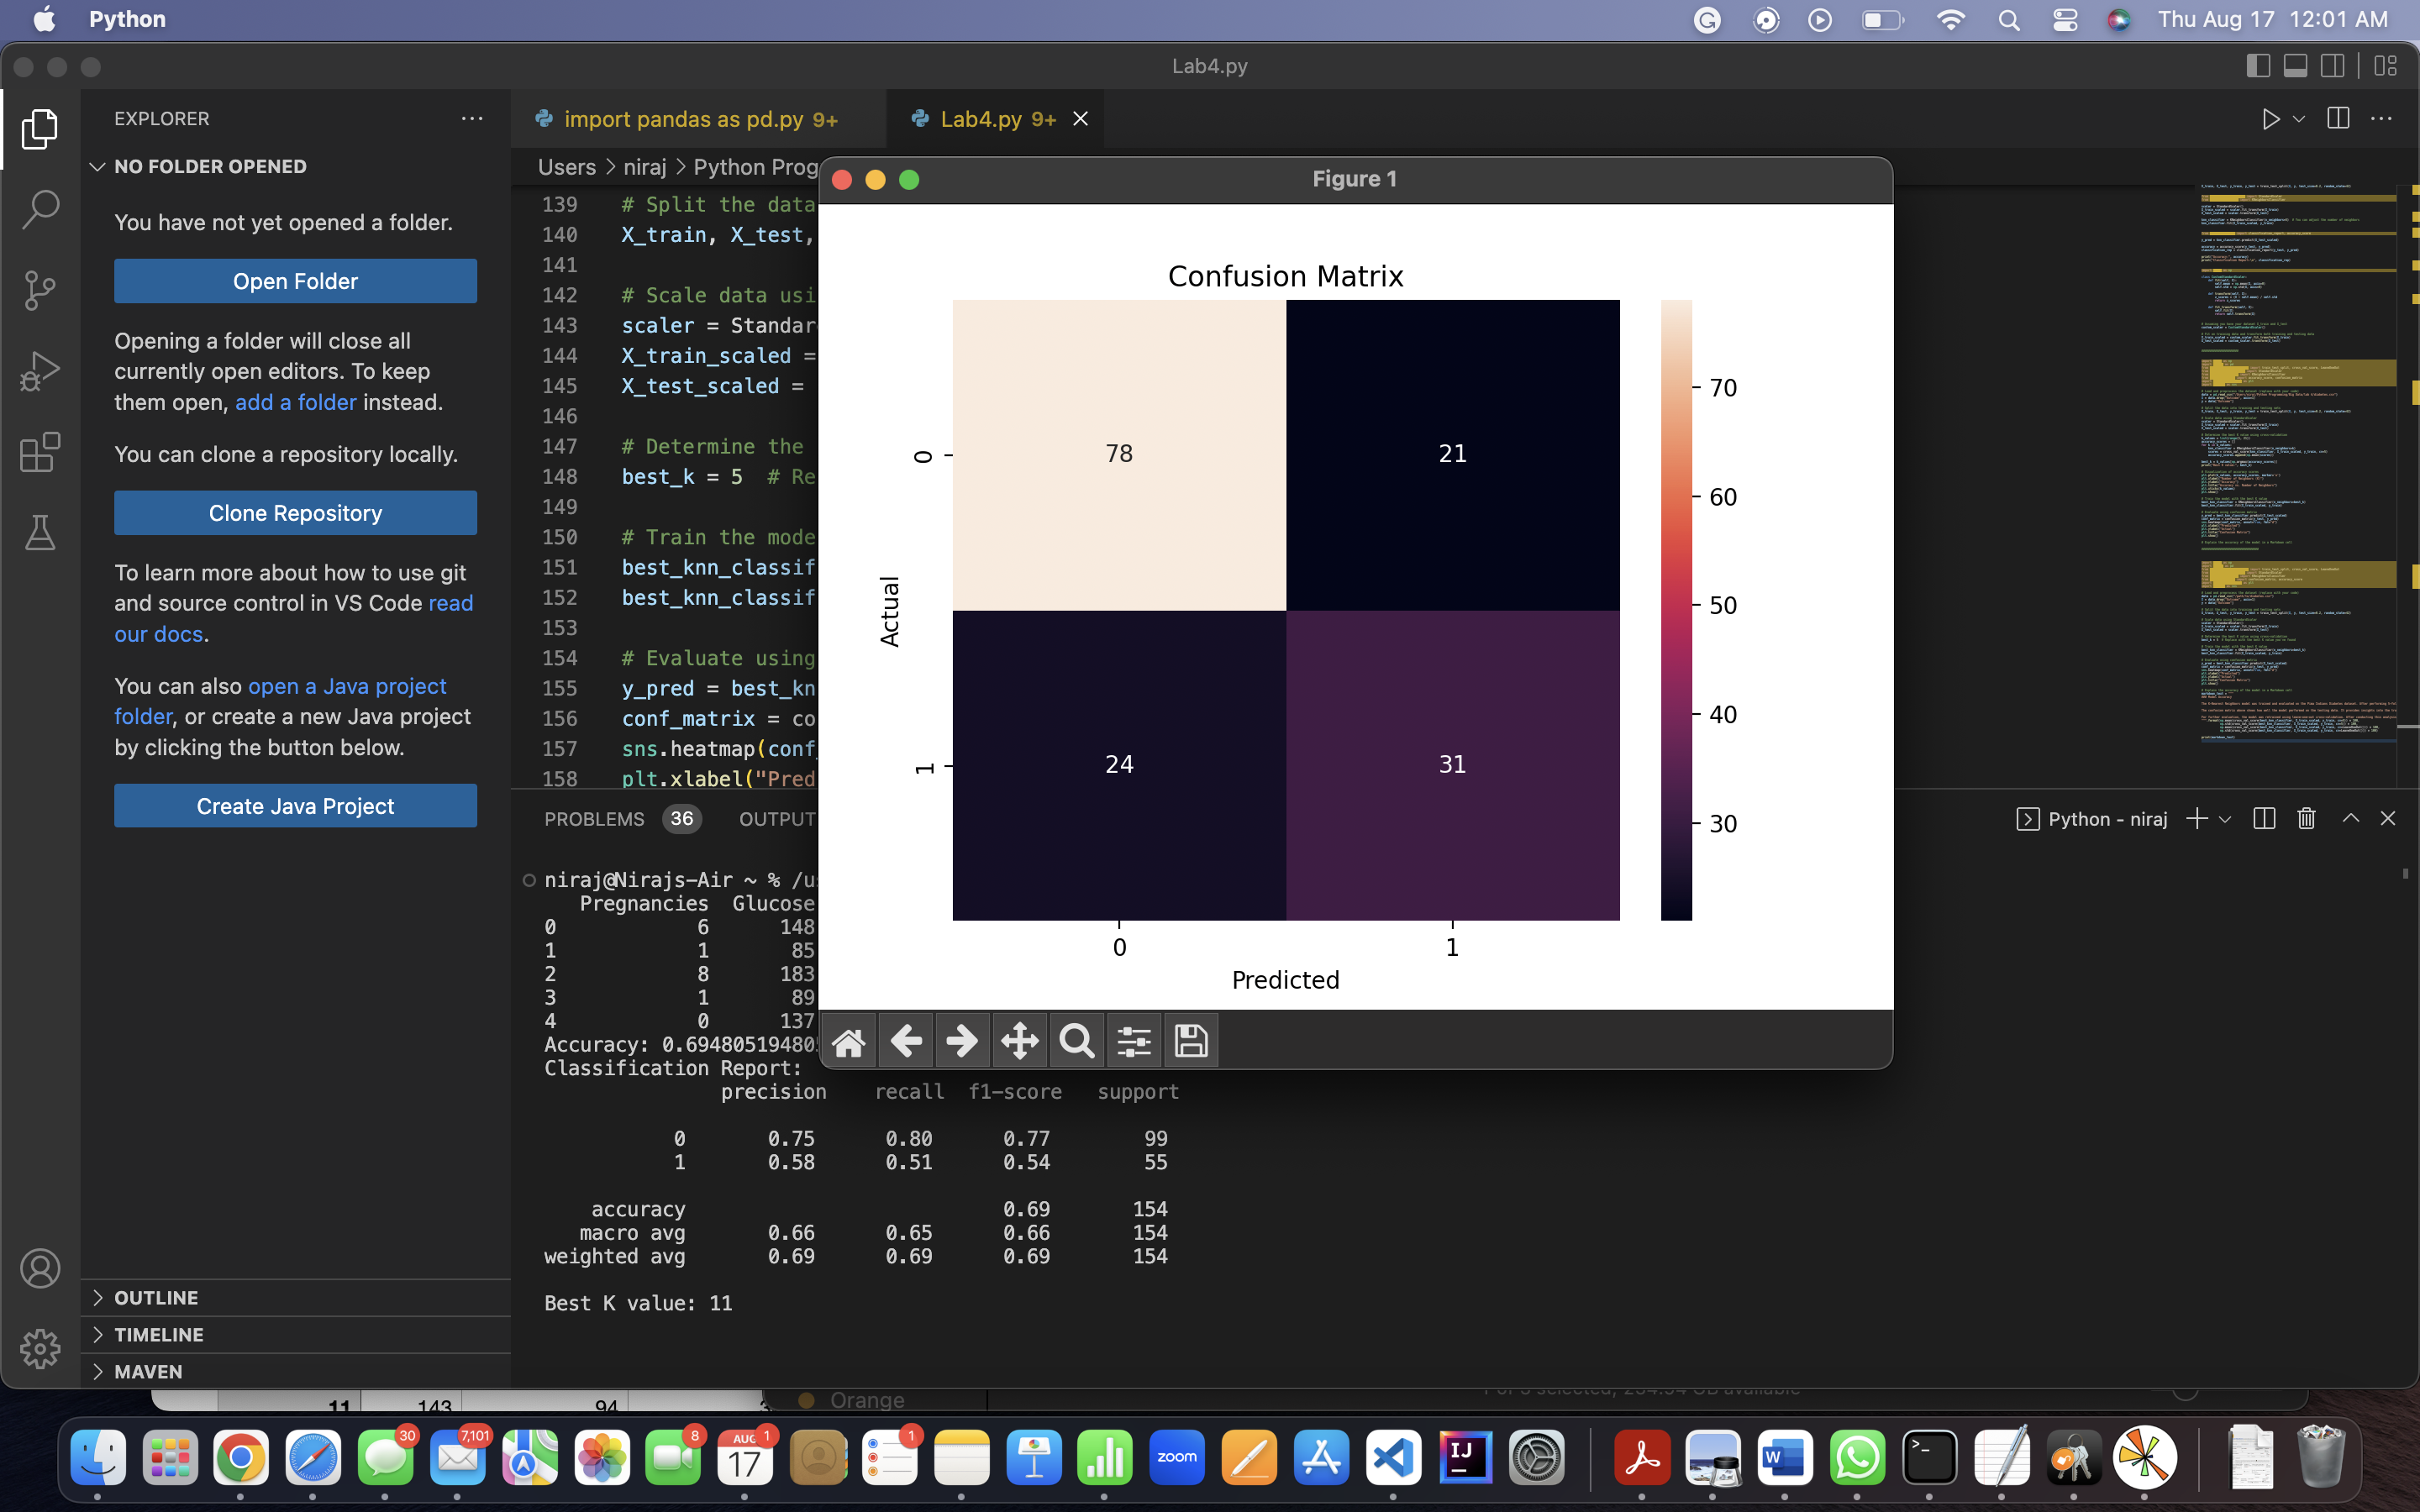 Python
Thu Aug 17 12:01 AM
Lab4.py
EXPLORER
NO FOLDER OPENED
You have not yet opened a folder.
Open Folder
Opening a folder will close all
currently open editors. To keep
them open, add a folder instead.
You can clone a repository locally.
Clone Repository
To learn more about how to use git
and source control in VS Code read
our docs.
You can also open a Java project
folder, or create a new Java project
by clicking the button below.
Create Java Project
OUTLINE
TIMELINE
MAVEN
import pandas as pd.py 9+
Lab4.py 9+
Users > niraj > Python Prog
139 # Split the data
140 X_train, X_test,
141
142 # Scale data usi
143 scaler = Standar
144 X_train_scaled =
145 X_test_scaled =
146
147 # Determine the
148 best_k = 5 # Re
149
150 # Train the mode
151 best_knn_classif
152 best_knn_classif
153
154 # Evaluate using
155 y_pred = best_kn
156 conf_matrix = co
157 sns.heatmap(conf
158 plt.xlabel("Pred
Figure 1
Confusion Matrix
Actual
0
1
78 21
24 31
0 1
Predicted
70
60
50
40
30
PROBLEMS 36 OUTPUT
Python - niraj
niraj@Nirajs-Air ~ % /u
Pregnancies Glucose
0 6 148
1 1 85
2 8 183
3 1 89
4 0 137
Accuracy: 0.694805194805
Classification Report:
precision recall f1-score support
0 0.75 0.80 0.77 99
1 0.58 0.51 0.54 55
accuracy 0.69 154
macro avg 0.66 0.65 0.66 154
weighted avg 0.69 0.69 0.69 154
Best K value: 11
11 143 94
Orange
30
7,101
8
AUG 1
17
1
zoom
IJ
W